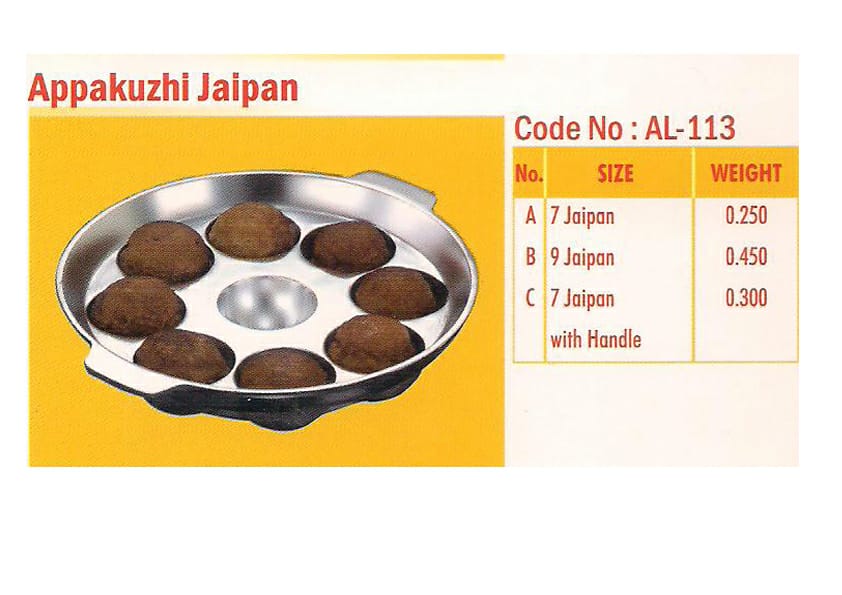 Appakuzhi Jaipan
Code No : AL-113
No. SIZE WEIGHT
A 7 Jaipan 0.250
B 9 Jaipan 0.450
C 7 Jaipan 0.300
with Handle